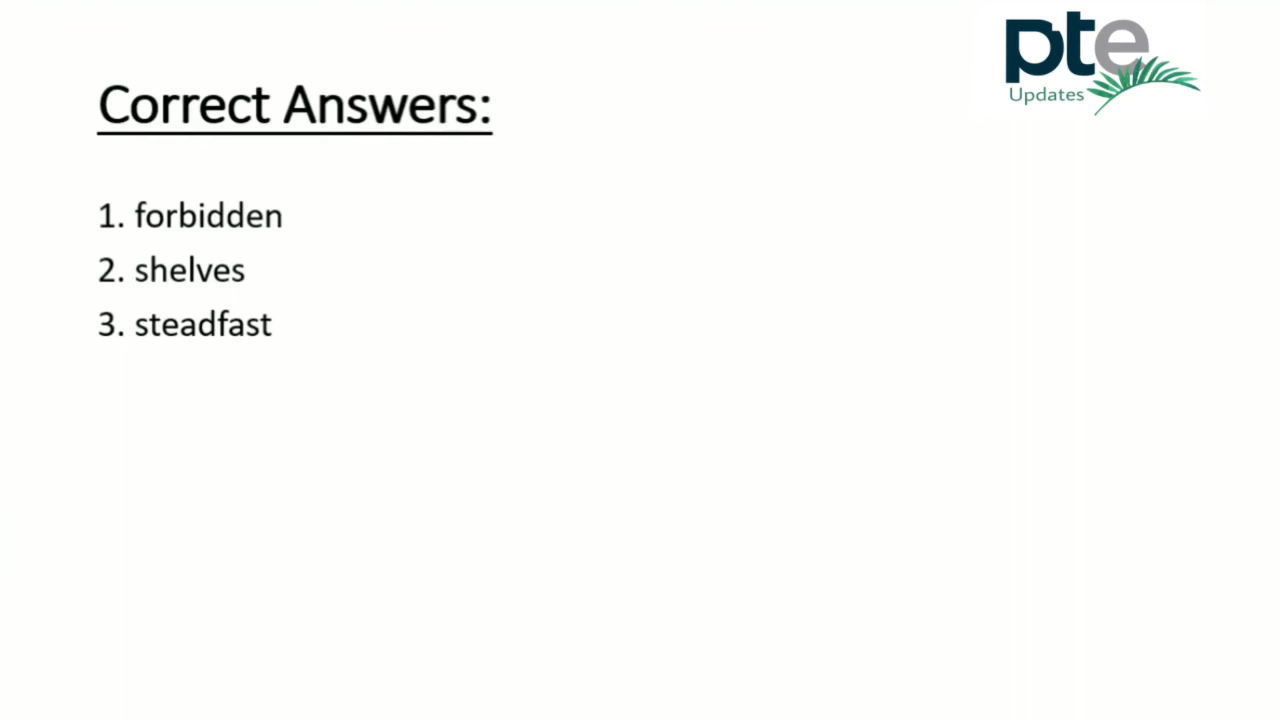 pte
Updates
Correct Answers:
1. forbidden
2. shelves
3. steadfast